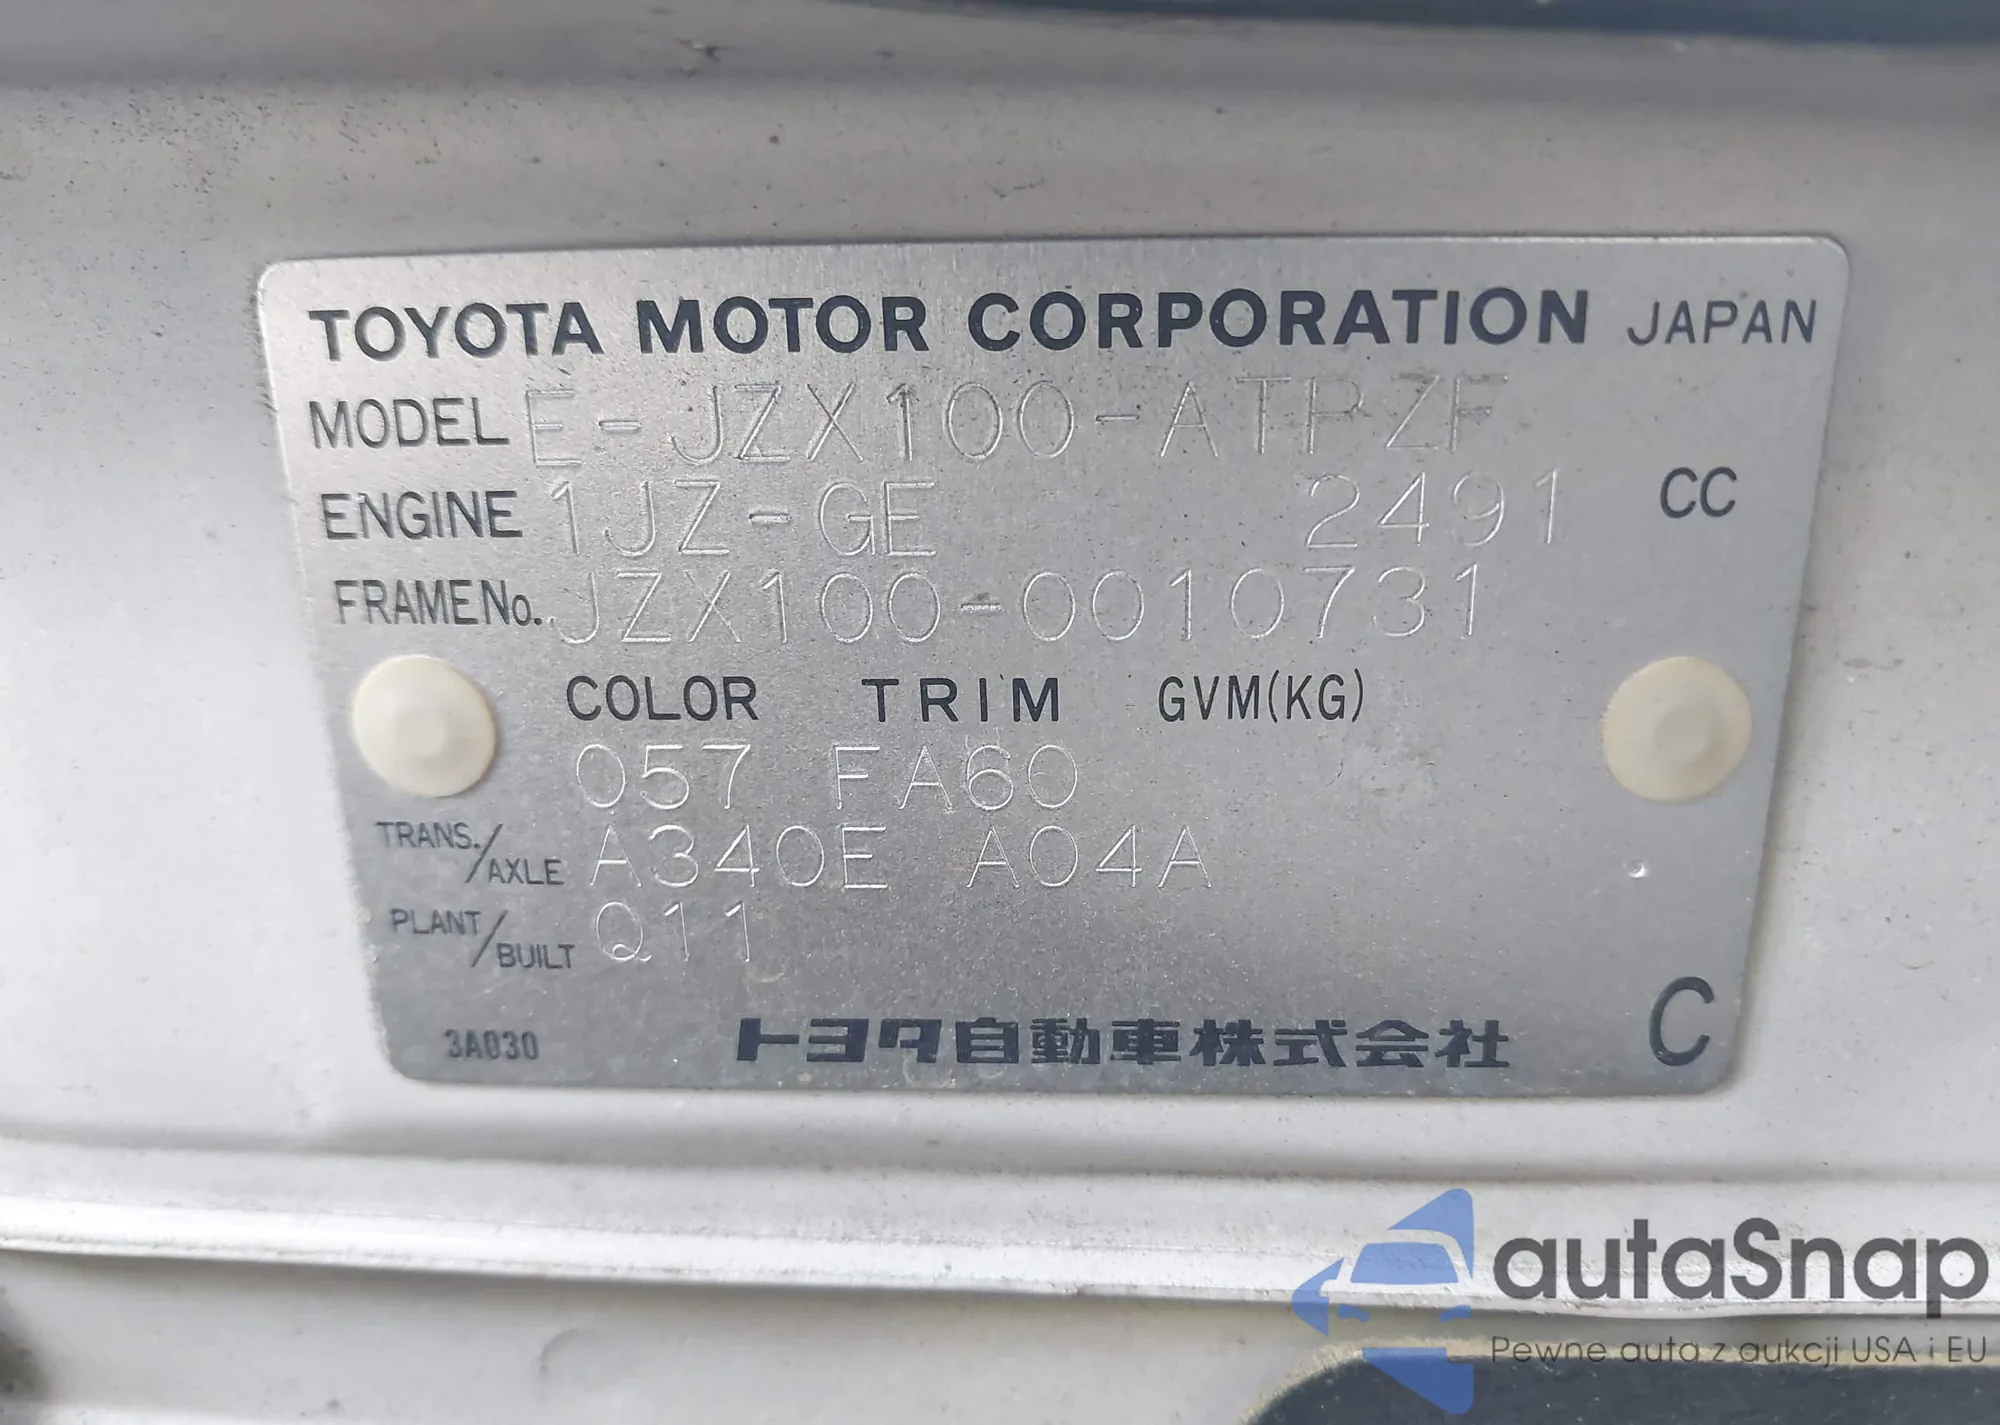 TOYOTA MOTOR CORPORATION JAPAN
MODEL E-JZX100-ATPZF
ENGINE 1JZ-GE 2491 CC
FRAME No. JZX100-0010731
COLOR TRIM GVM(KG)
057 FA60
TRANS./AXLE A340E A04A
PLANT/BUILT Q11
3A030 トヨタ自動車株式会社 C
autaSnap
Pewne auta z aukcji USA i EU